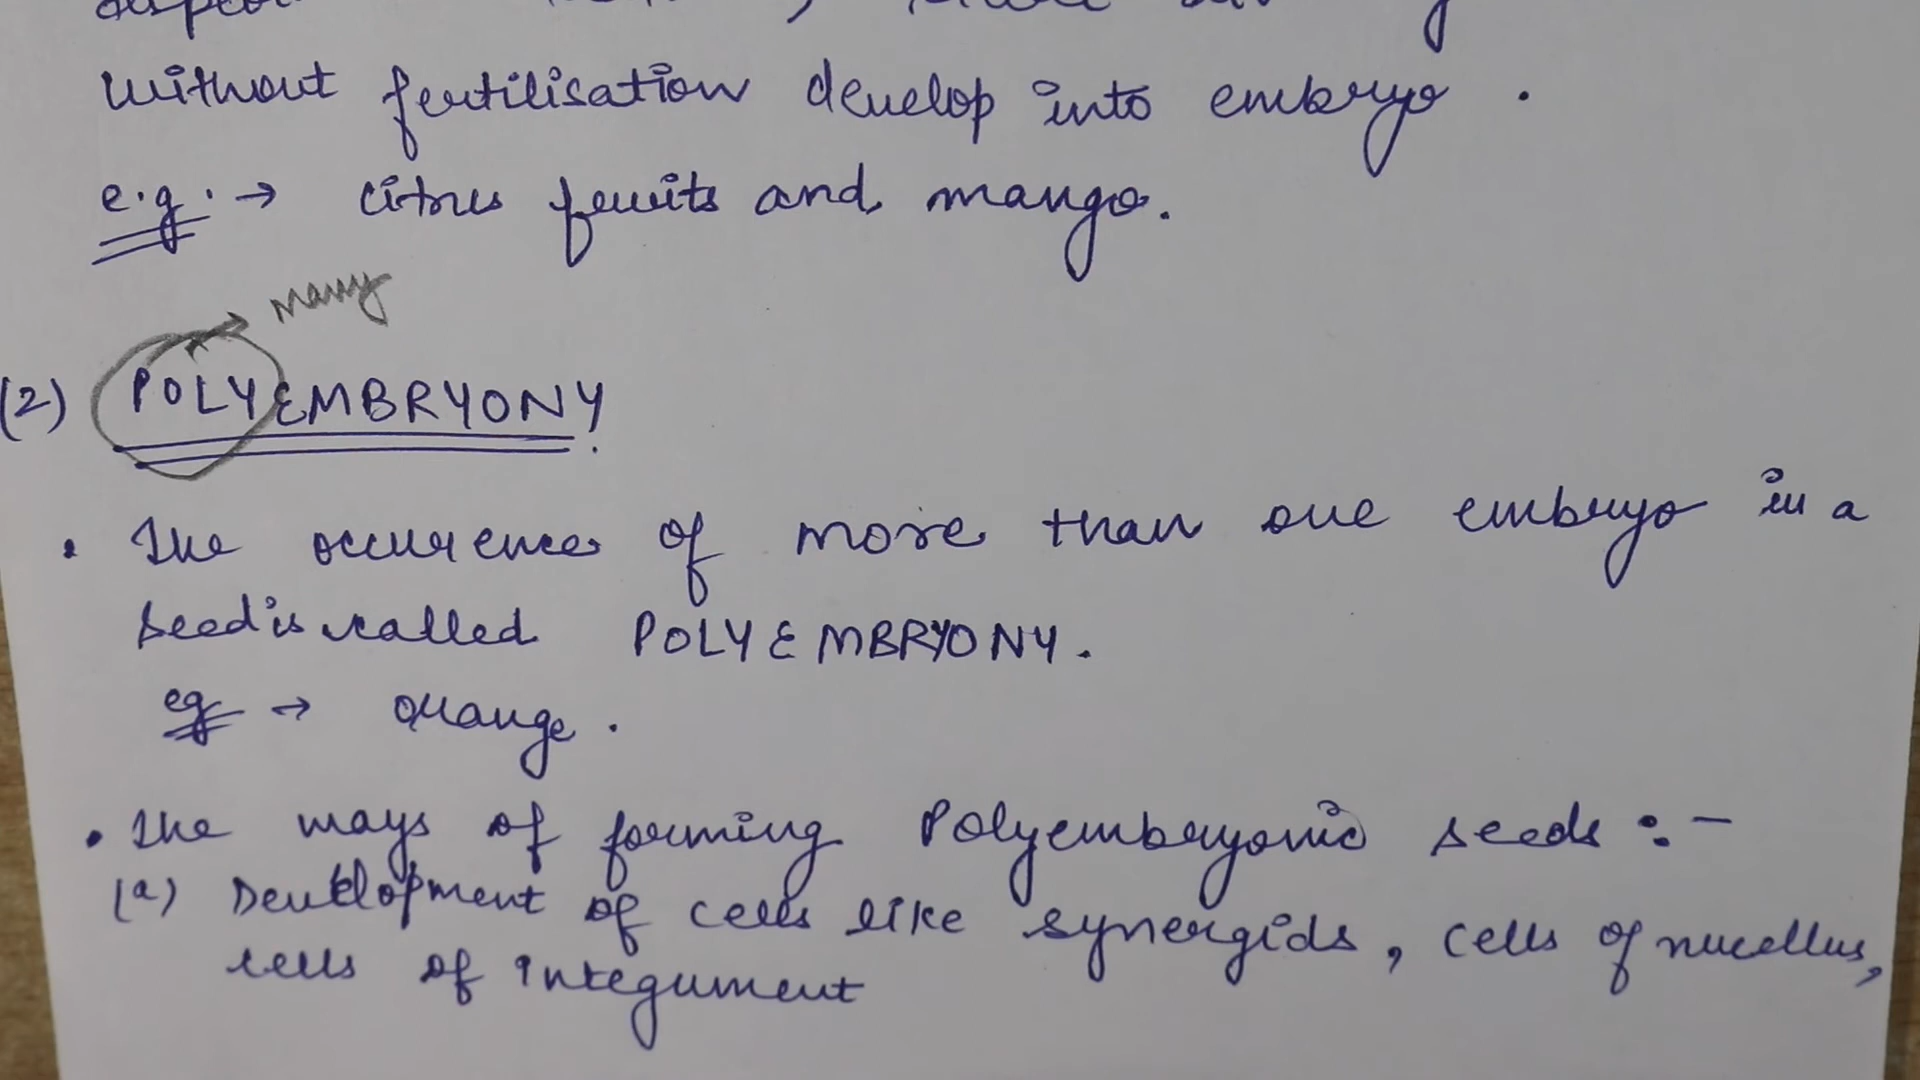 without fertilisation develop into embryo.
e.g. → citrus fruits and mango.
many
(2) POLYEMBRYONY
• The occurence of more than one embryo in a
seed is called POLYEMBRYONY.
eg → orange.
• The ways of forming Polyembryonic seeds :-
(a) Development of cells like synergids, cells of nucellus,
cells of integument